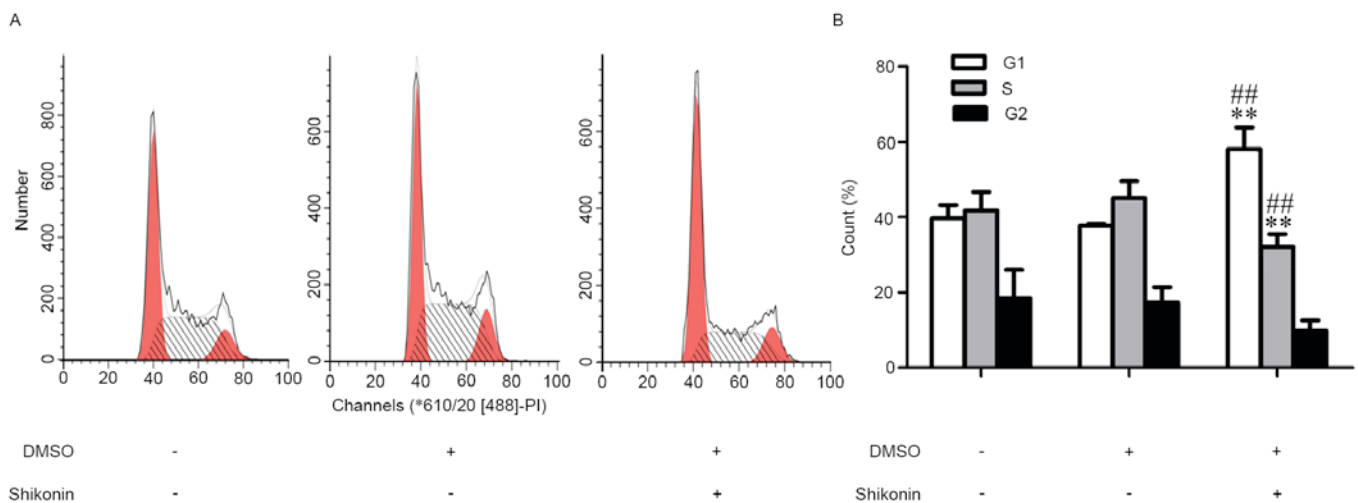 A
B
Number
800
600
400
200
0
0 20 40 60 80 100
600
400
200
0
0 20 40 60 80 100
Channels (*610/20 [488]-PI)
600
400
200
0
0 20 40 60 80 100
DMSO - + +
Shikonin - - +
G1
S
G2
Count (%)
80
60
40
20
0
##
**
##
**
DMSO - + +
Shikonin - - +